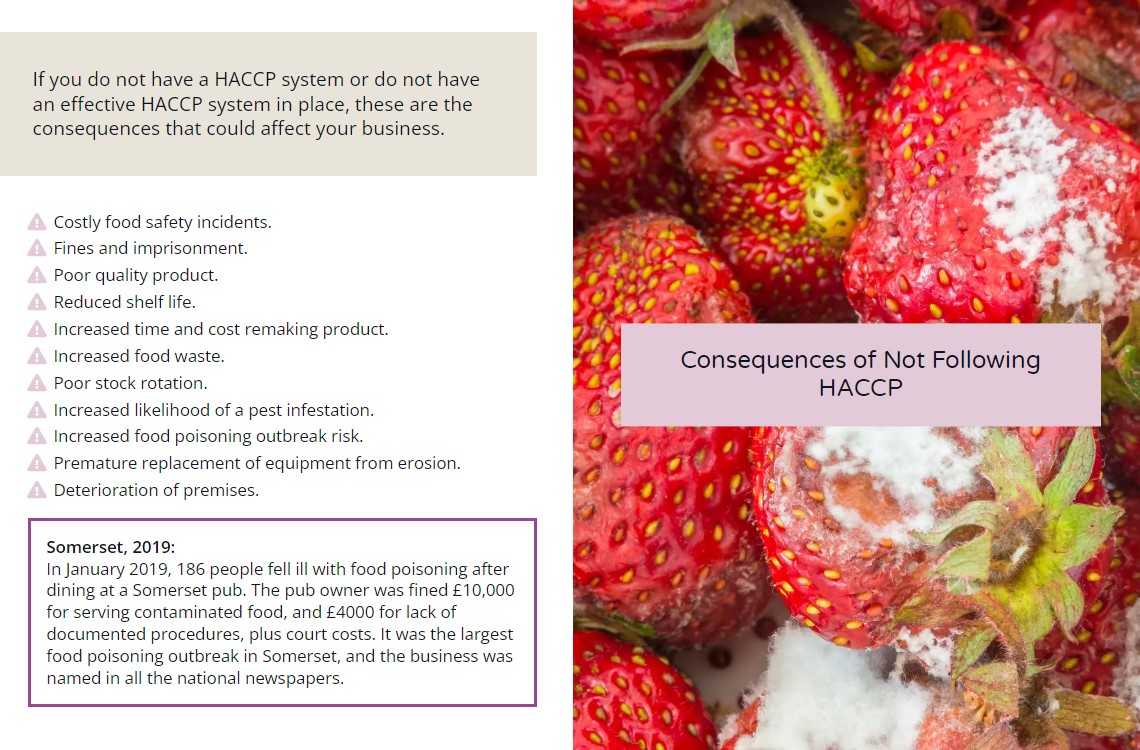 If you do not have a HACCP system or do not have
an effective HACCP system in place, these are the
consequences that could affect your business.
Costly food safety incidents.
Fines and imprisonment.
Poor quality product.
Reduced shelf life.
Increased time and cost remaking product.
Increased food waste.
Poor stock rotation.
Increased likelihood of a pest infestation.
Increased food poisoning outbreak risk.
Premature replacement of equipment from erosion.
Deterioration of premises.
Somerset, 2019:
In January 2019, 186 people fell ill with food poisoning after
dining at a Somerset pub. The pub owner was fined £10,000
for serving contaminated food, and £4000 for lack of
documented procedures, plus court costs. It was the largest
food poisoning outbreak in Somerset, and the business was
named in all the national newspapers.
Consequences of Not Following
HACCP